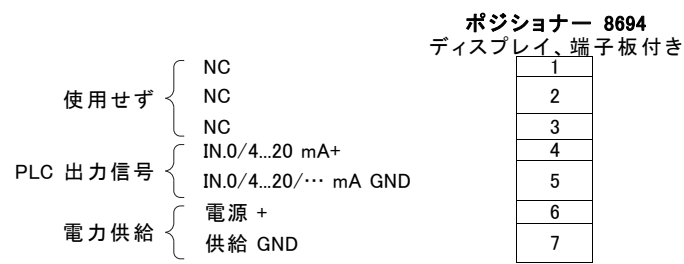 ポジショナー 8694
ディスプレイ、端子板付き
使用せず
NC 1
NC 2
NC 3
PLC 出力信号
IN.0/4...20 mA+ 4
IN.0/4...20/… mA GND 5
電力供給
電源 + 6
供給 GND 7